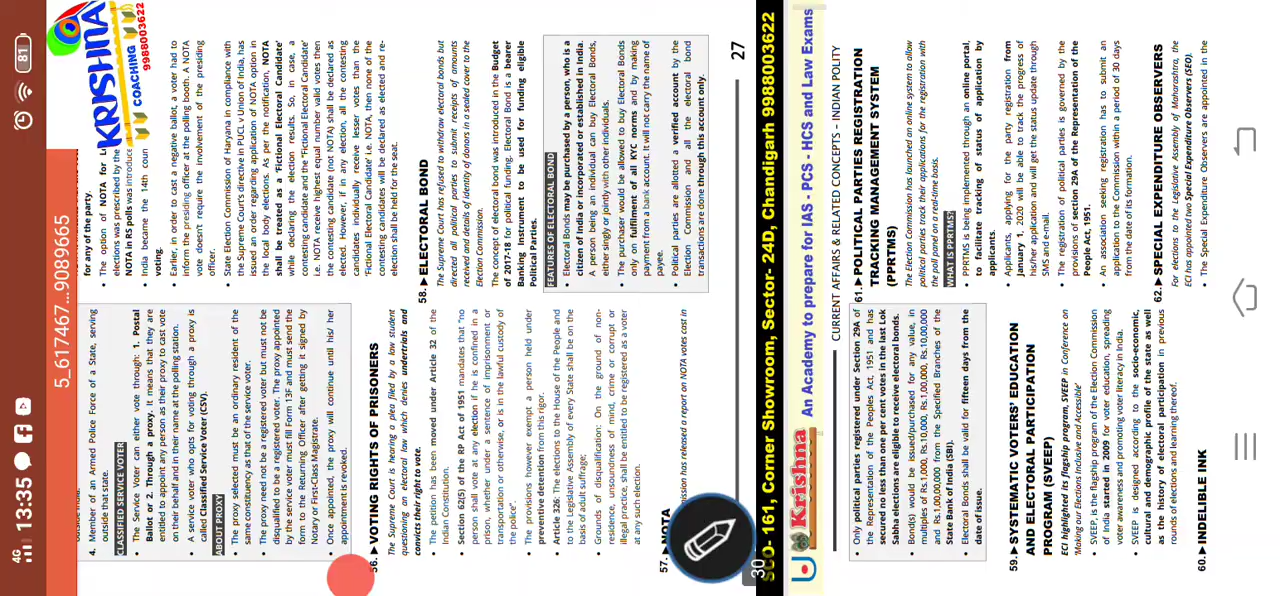 4G
13:35
81
5_617467...9089665
KRISHNA
COACHING
9988003622
4. Member of an Armed Police Force of a State, serving
outside that state.
CLASSIFIED SERVICE VOTER
• The Service Voter can either vote through: 1. Postal
Ballot or 2. Through a proxy. It means that they are
entitled to appoint any person as their proxy to cast vote
on their behalf and in their name at the polling station.
• A service voter who opts for voting through a proxy is
called Classified Service Voter (CSV).
ABOUT PROXY
• The proxy selected must be an ordinary resident of the
same constituency as that of the service voter.
• The proxy need not be a registered voter but must not be
disqualified to be a registered voter. The proxy appointed
by the service voter must fill Form 13F and must send the
form to the Returning Officer after getting it signed by
Notary or First-Class Magistrate.
• Once appointed, the proxy will continue until his/ her
appointment is revoked.
56. ►VOTING RIGHTS OF PRISONERS
The Supreme Court is hearing a plea filed by a law student
questioning an electoral law which denies undertrials and
convicts their right to vote.
• The petition has been moved under Article 32 of the
Indian Constitution.
• Section 62(5) of the RP Act of 1951 mandates that "no
person shall vote at any election if he is confined in a
prison, whether under a sentence of imprisonment or
transportation or otherwise, or is in the lawful custody of
the police".
• The provisions however exempt a person held under
preventive detention from this rigor.
• Article 326. The elections to the House of the People and
to the Legislative Assembly of every State shall be on the
basis of adult suffrage;
• Grounds of disqualification: On the ground of non-
residence, unsoundness of mind, crime or corrupt or
illegal practice, shall be entitled to be registered as a voter
at any such election.
57. ►NOTA
mission has released a report on NOTA votes cast in
for any of the party.
• The option of NOTA for L
elections was prescribed by the
NOTA in RS polls introduce
• India became the 14th coun
voting.
• Earlier, in order to cast a negative ballot, a voter had to
inform the presiding officer at the polling booth. A NOTA
vote doesn't require the involvement of the presiding
officer.
• State Election Commission of Haryana in compliance with
the Supreme Courts directive in PUCL v Union of India, has
issued an order regarding application of NOTA option in
the local body elections. As per the notification, NOTA
shall be treated as a 'Fictional Electoral Candidate'
while declaring the election results. So, in case, a
contesting candidate and the 'Fictional Electoral Candidate'
i.e. NOTA receive highest equal number valid votes then
the contesting candidate (not NOTA) shall be declared as
elected. However, if in any election, all the contesting
candidates individually receive lesser votes than the
'Fictional Electoral Candidate' i.e. NOTA, then none of the
contesting candidates will be declared as elected and re-
election shall be held for the seat.
58. ►ELECTORAL BOND
The Supreme Court refused to withdraw electoral bonds but
directed all political parties to submit receipts of amounts
received and details of identity of donors in a sealed cover to the
Election Commission.
The concept of electoral bond was introduced in the Budget
of 2017-18 for political funding. Electoral Bond is a bearer
Banking Instrument to be used for funding eligible
Political Parties.
FEATURES OF ELECTORAL BOND
• Electoral Bonds may be purchased by a person, who is a
citizen of India or incorporated or established in India.
A person being an individual can buy Electoral Bonds,
either singly or jointly with other individuals.
• The purchaser would be allowed to buy Electoral Bonds
only on fulfillment of all KYC norms and by making
payment from a bank account. It will not carry the name of
payee.
• Political parties are allotted a verified account by the
Election Commission and all the electoral bond
transactions are done through this account only.
27
30
SCO- 161, Corner Showroom, Sector- 24D, Chandigarh 9988003622
Krishna An Academy to prepare for IAS - PCS - HCS and Law Exams
CURRENT AFFAIRS & RELATED CONCEPTS - INDIAN POLITY
• Only political parties registered under Section 29A of
the Representation of the Peoples Act, 1951 and has
secured no less than one per cent votes in the last Lok
Sabha elections are eligible to receive electoral bonds.
• Bonds) would be issued/purchased for any value, in
multiples of Rs.1,000, Rs.10,000, Rs.1,00,000, Rs.10,00,000
and Rs.1,00,00,000 from the Specified Branches of the
State Bank of India (SBI).
• Electoral Bonds shall be valid for fifteen days from the
date of issue.
59. ►SYSTEMATIC VOTERS' EDUCATION
AND ELECTORAL PARTICIPATION
PROGRAM (SVEEP)
ECI highlighted its flagship program, SVEEP in Conference on
'Making our Elections Inclusive and Accessible'
• SVEEP, is the flagship program of the Election Commission
of India started in 2009 for voter education, spreading
voter awareness and promoting voter literacy in India.
• SVEEP is designed according to the socio-economic,
cultural and demographic profile of the state as well
as the history of electoral participation in previous
rounds of elections and learning thereof.
60. ►INDELIBLE INK
61. ►POLITICAL PARTIES REGISTRATION
TRACKING MANAGEMENT SYSTEM
(PPRTMS)
The Election Commission has launched an online system to allow
political parties track their applications for the registration with
the poll panel on a real-time basis.
WHAT IS PPRTMS?
• PPRTMS is being implemented through an online portal,
to facilitate tracking of status of application by
applicants.
• Applicants, applying for the party registration from
January 1, 2020 will be able to track the progress of
his/her application and will get the status update through
SMS and e-mail.
• The registration of political parties is governed by the
provisions of section 29A of the Representation of the
People Act, 1951.
• An association seeking registration has to submit an
application to the Commission within a period of 30 days
from the date of its formation.
62. ►SPECIAL EXPENDITURE OBSERVERS
For elections to the Legislative Assembly of Maharashtra, the
ECI has appointed two Special Expenditure Observers (SEO).
• The Special Expenditure Observers are appointed in the